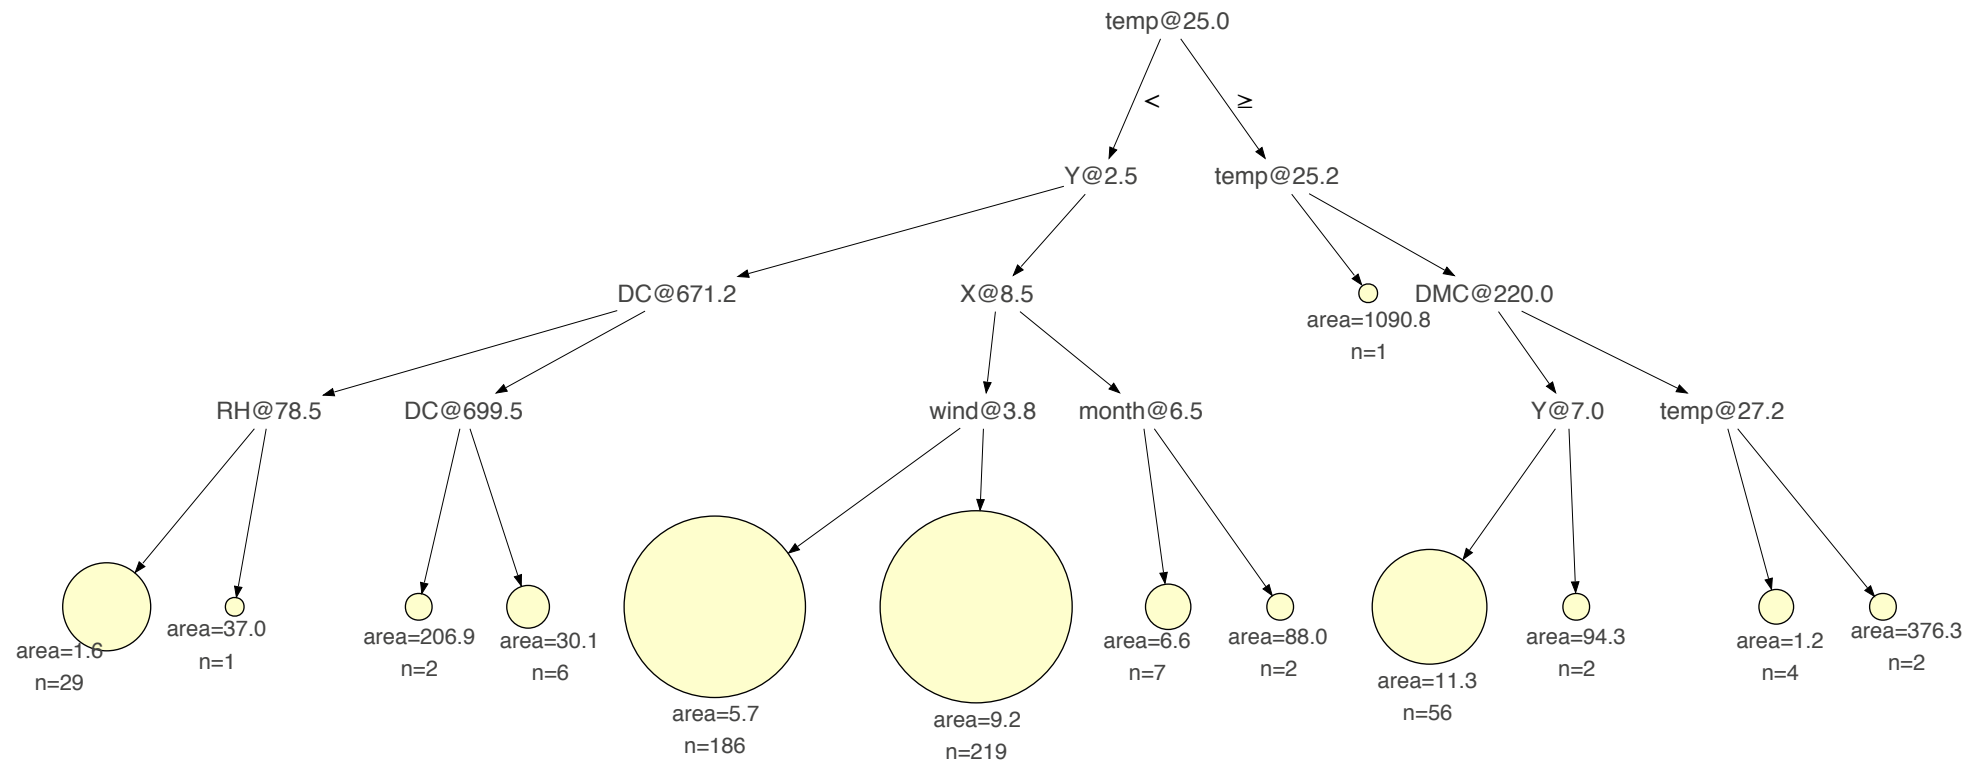 temp@25.0
<
≥
Y@2.5
temp@25.2
DC@671.2
X@8.5
area=1090.8
n=1
DMC@220.0
RH@78.5
DC@699.5
wind@3.8
month@6.5
Y@7.0
temp@27.2
area=1.6
n=29
area=37.0
n=1
area=206.9
n=2
area=30.1
n=6
area=5.7
n=186
area=9.2
n=219
area=6.6
n=7
area=88.0
n=2
area=11.3
n=56
area=94.3
n=2
area=1.2
n=4
area=376.3
n=2